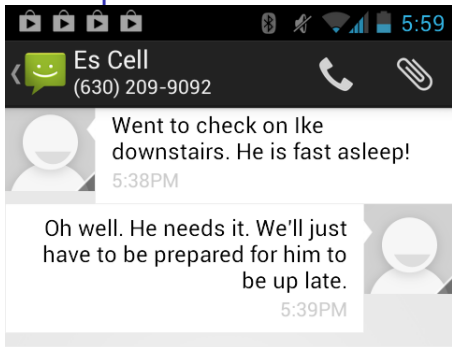 5:59
Es Cell
(630) 209-9092
Went to check on Ike
downstairs. He is fast asleep!
5:38PM
Oh well. He needs it. We'll just
have to be prepared for him to
be up late.
5:39PM